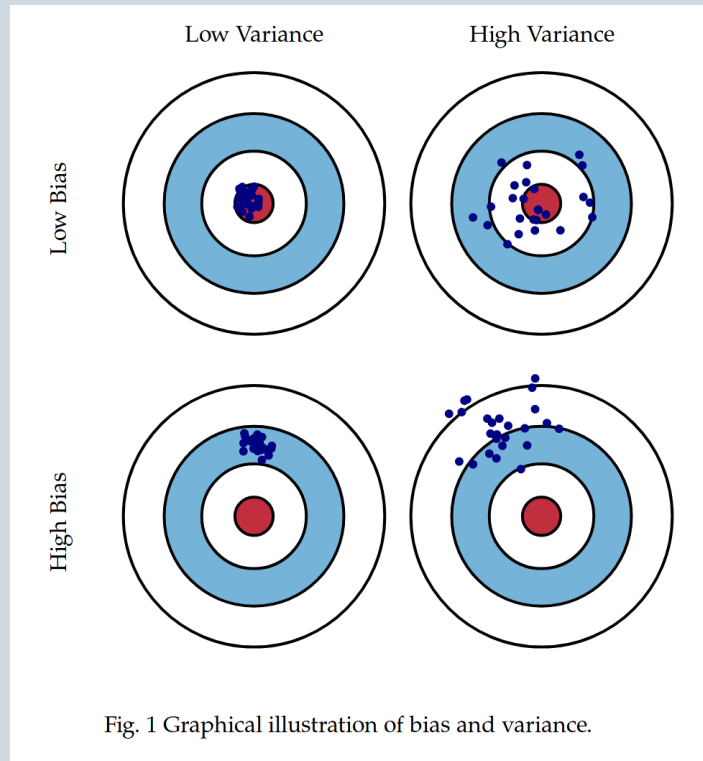 Low Variance
High Variance
Low Bias
High Bias
Fig. 1 Graphical illustration of bias and variance.